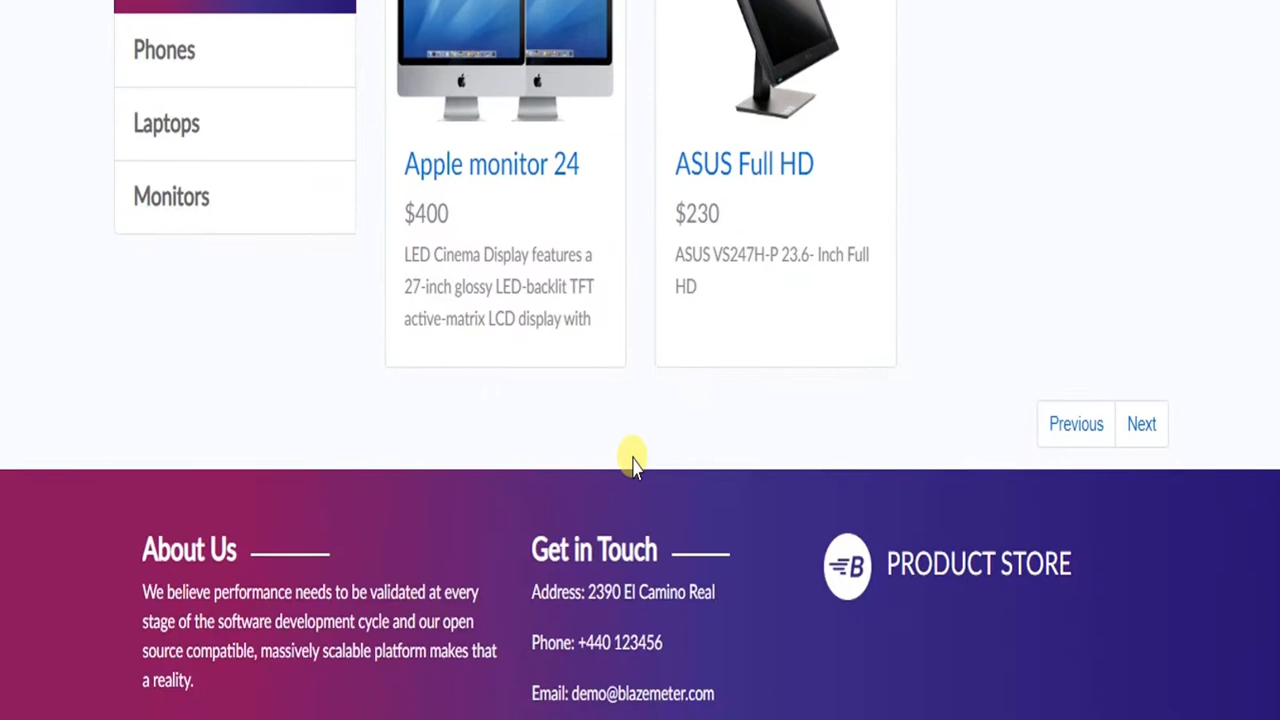 Phones
Laptops
Monitors
Apple monitor 24
$400
LED Cinema Display features a
27-inch glossy LED-backlit TFT
active-matrix LCD display with
ASUS Full HD
$230
ASUS VS247H-P 23.6- Inch Full
HD
Previous
Next
About Us
We believe performance needs to be validated at every
stage of the software development cycle and our open
source compatible, massively scalable platform makes that
a reality.
Get in Touch
Address: 2390 El Camino Real
Phone: +440 123456
Email: demo@blazemeter.com
B
PRODUCT STORE